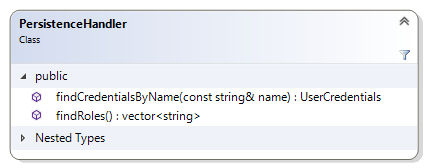 PersistenceHandler
Class
public
findCredentialsByName(const string& name) : UserCredentials
findRoles() : vector<string>
Nested Types